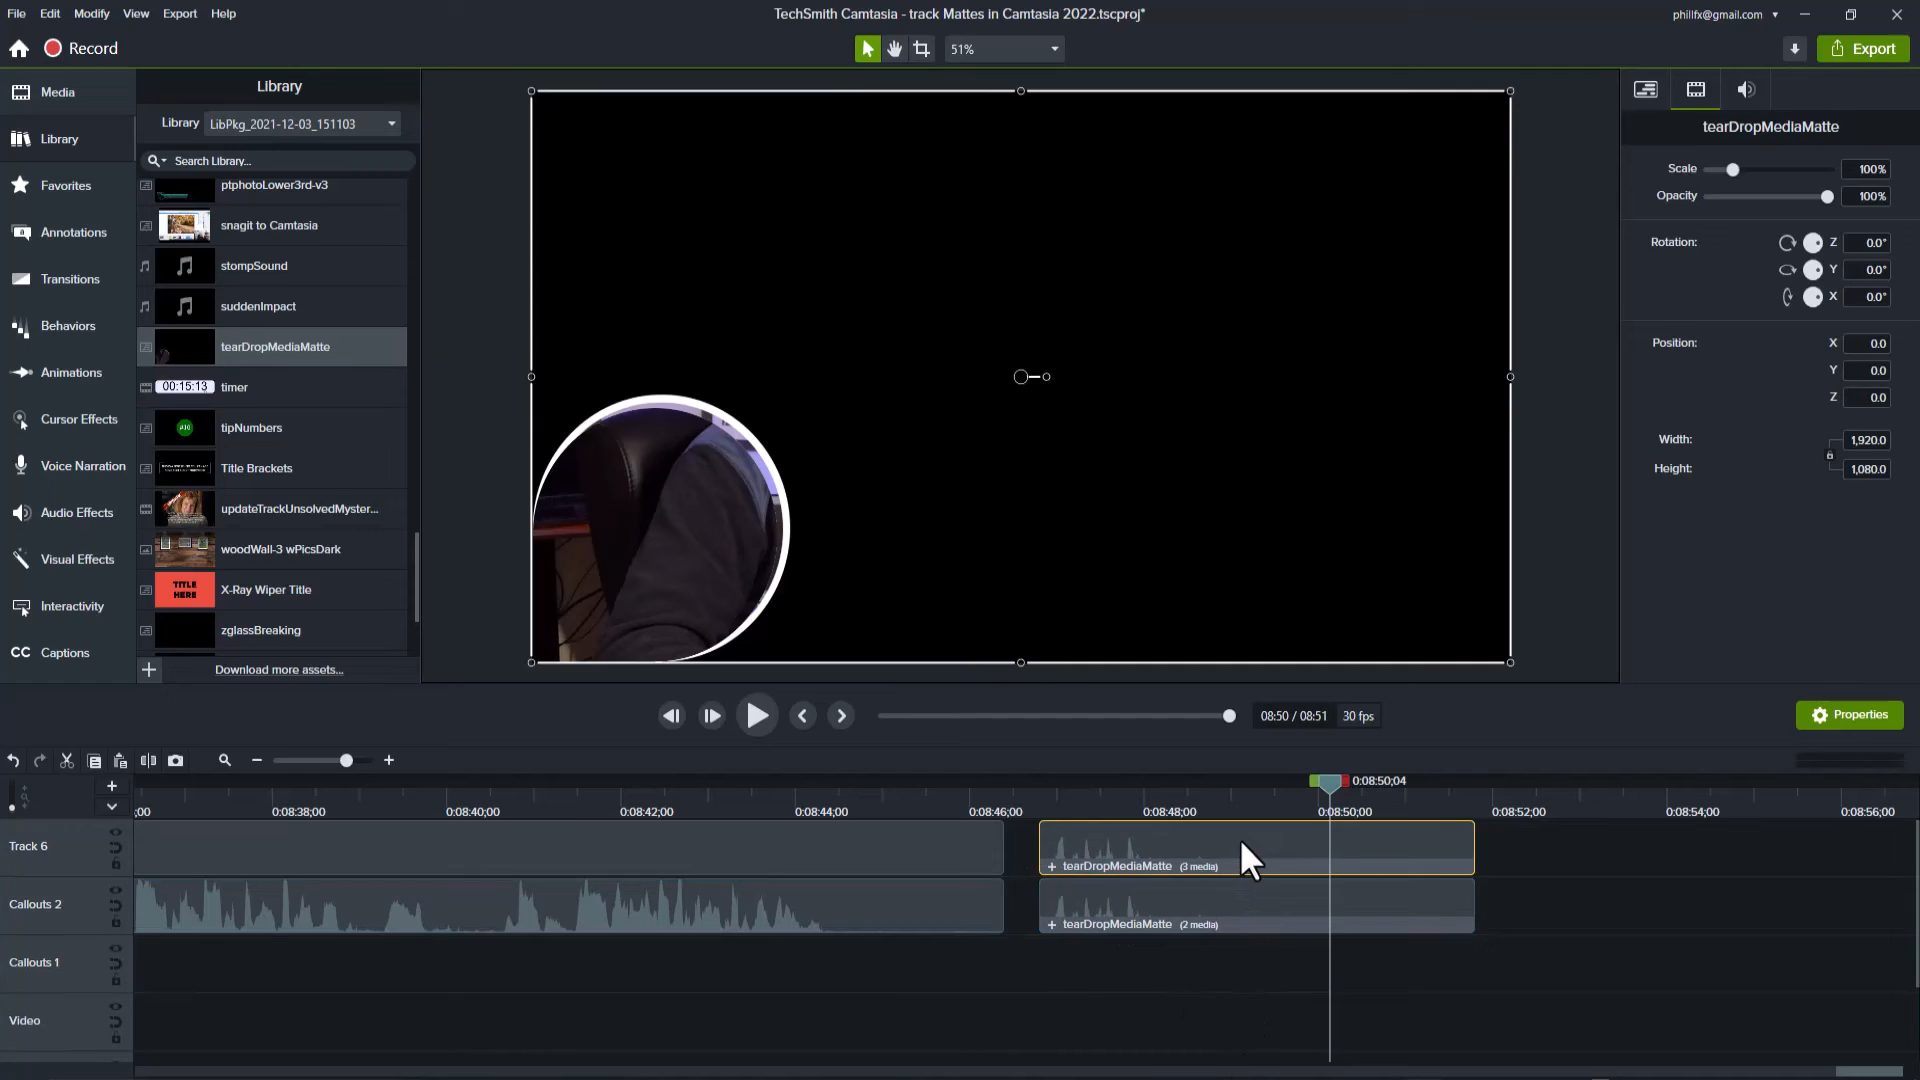 File Edit Modify View Export Help
TechSmith Camtasia - track Mattes in Camtasia 2022.tscproj*
phillfx@gmail.com
Record
51%
Export
Media
Library
Favorites
Annotations
Transitions
Behaviors
Animations
Cursor Effects
Voice Narration
Audio Effects
Visual Effects
Interactivity
CC Captions
Library
Library LibPkg_2021-12-03_151103
Search Library...
ptphotoLower3rd-v3
snagit to Camtasia
stompSound
suddenImpact
tearDropMediaMatte
00:15:13 timer
#10 tipNumbers
Title Brackets
updateTrackUnsolvedMyster...
woodWall-3 wPicsDark
TITLE
HERE
X-Ray Wiper Title
zglassBreaking
Download more assets...
tearDropMediaMatte
Scale 100%
Opacity 100%
Rotation: Z 0.0°
Y 0.0°
X 0.0°
Position: X 0.0
Y 0.0
Z 0.0
Width: 1,920.0
Height: 1,080.0
08:50 / 08:51 30 fps
Properties
0:08:50;04
;00 0:08:38;00 0:08:40;00 0:08:42;00 0:08:44;00 0:08:46;00 0:08:48;00 0:08:50;00 0:08:52;00 0:08:54;00 0:08:56;00
Track 6
+ tearDropMediaMatte (3 media)
Callouts 2
+ tearDropMediaMatte (2 media)
Callouts 1
Video